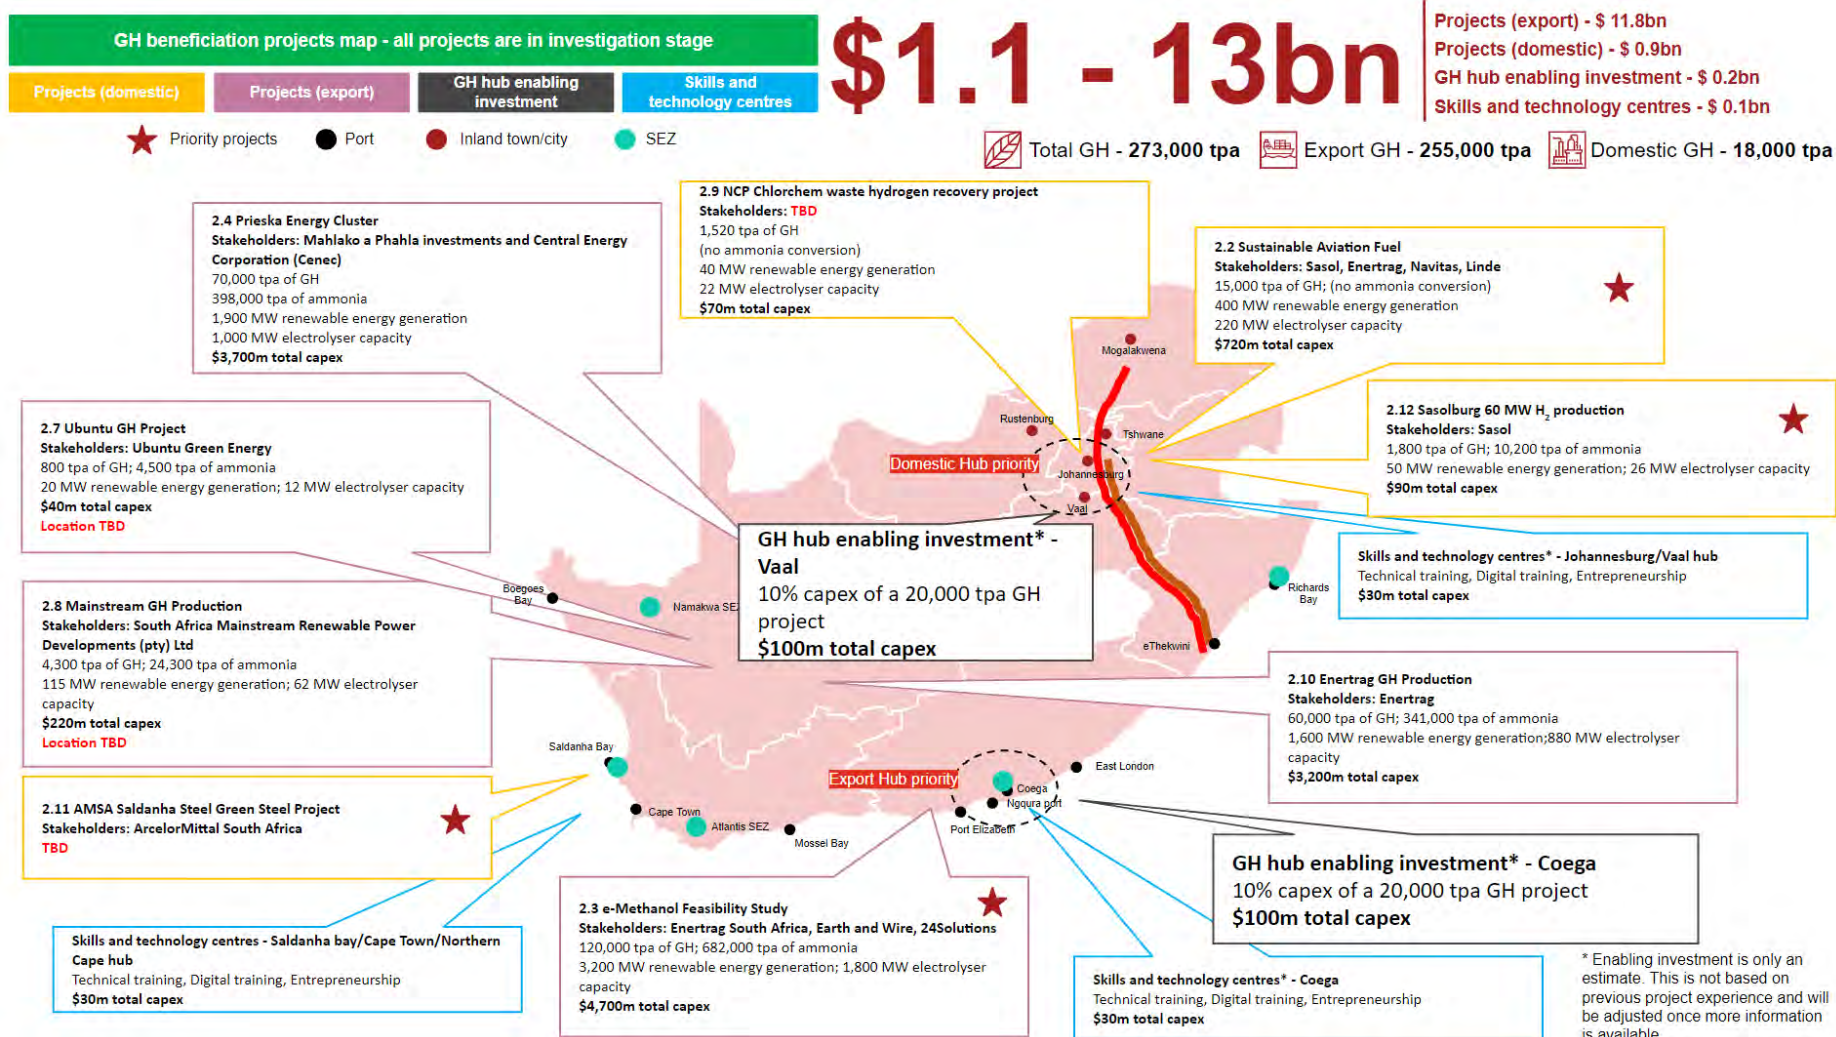 GH beneficiation projects map - all projects are in investigation stage
Projects (domestic)
Projects (export)
GH hub enabling
investment
Skills and
technology centres
$1.1 - 13bn
Projects (export) - $ 11.8bn
Projects (domestic) - $ 0.9bn
GH hub enabling investment - $ 0.2bn
Skills and technology centres - $ 0.1bn
Priority projects
Port
Inland town/city
SEZ
Total GH - 273,000 tpa
Export GH - 255,000 tpa
Domestic GH - 18,000 tpa
2.4 Prieska Energy Cluster
Stakeholders: Mahlako a Phahla investments and Central Energy
Corporation (Cenec)
70,000 tpa of GH
398,000 tpa of ammonia
1,900 MW renewable energy generation
1,000 MW electrolyser capacity
$3,700m total capex
2.9 NCP Chlorchem waste hydrogen recovery project
Stakeholders: TBD
1,520 tpa of GH
(no ammonia conversion)
40 MW renewable energy generation
22 MW electrolyser capacity
$70m total capex
2.2 Sustainable Aviation Fuel
Stakeholders: Sasol, Enertrag, Navitas, Linde
15,000 tpa of GH; (no ammonia conversion)
400 MW renewable energy generation
220 MW electrolyser capacity
$720m total capex
2.12 Sasolburg 60 MW H₂ production
Stakeholders: Sasol
1,800 tpa of GH; 10,200 tpa of ammonia
50 MW renewable energy generation; 26 MW electrolyser capacity
$90m total capex
2.7 Ubuntu GH Project
Stakeholders: Ubuntu Green Energy
800 tpa of GH; 4,500 tpa of ammonia
20 MW renewable energy generation; 12 MW electrolyser capacity
$40m total capex
Location TBD
Mogalakwena
Rustenburg
Tshwane
Domestic Hub priority
Johannesburg
Vaal
GH hub enabling investment* -
Vaal
10% capex of a 20,000 tpa GH
project
$100m total capex
Skills and technology centres* - Johannesburg/Vaal hub
Technical training, Digital training, Entrepreneurship
$30m total capex
Boegoes
Bay
Namakwa SEZ
Richards
Bay
eThekwini
2.8 Mainstream GH Production
Stakeholders: South Africa Mainstream Renewable Power
Developments (pty) Ltd
4,300 tpa of GH; 24,300 tpa of ammonia
115 MW renewable energy generation; 62 MW electrolyser
capacity
$220m total capex
Location TBD
2.10 Enertrag GH Production
Stakeholders: Enertrag
60,000 tpa of GH; 341,000 tpa of ammonia
1,600 MW renewable energy generation;880 MW electrolyser
capacity
$3,200m total capex
Saldanha Bay
Cape Town
Atlantis SEZ
Mossel Bay
Export Hub priority
East London
Coega
Ngqura port
Port Elizabeth
2.11 AMSA Saldanha Steel Green Steel Project
Stakeholders: ArcelorMittal South Africa
TBD
GH hub enabling investment* - Coega
10% capex of a 20,000 tpa GH project
$100m total capex
2.3 e-Methanol Feasibility Study
Stakeholders: Enertrag South Africa, Earth and Wire, 24Solutions
120,000 tpa of GH; 682,000 tpa of ammonia
3,200 MW renewable energy generation; 1,800 MW electrolyser
capacity
$4,700m total capex
Skills and technology centres - Saldanha bay/Cape Town/Northern
Cape hub
Technical training, Digital training, Entrepreneurship
$30m total capex
Skills and technology centres* - Coega
Technical training, Digital training, Entrepreneurship
$30m total capex
* Enabling investment is only an
estimate. This is not based on
previous project experience and will
be adjusted once more information
is available